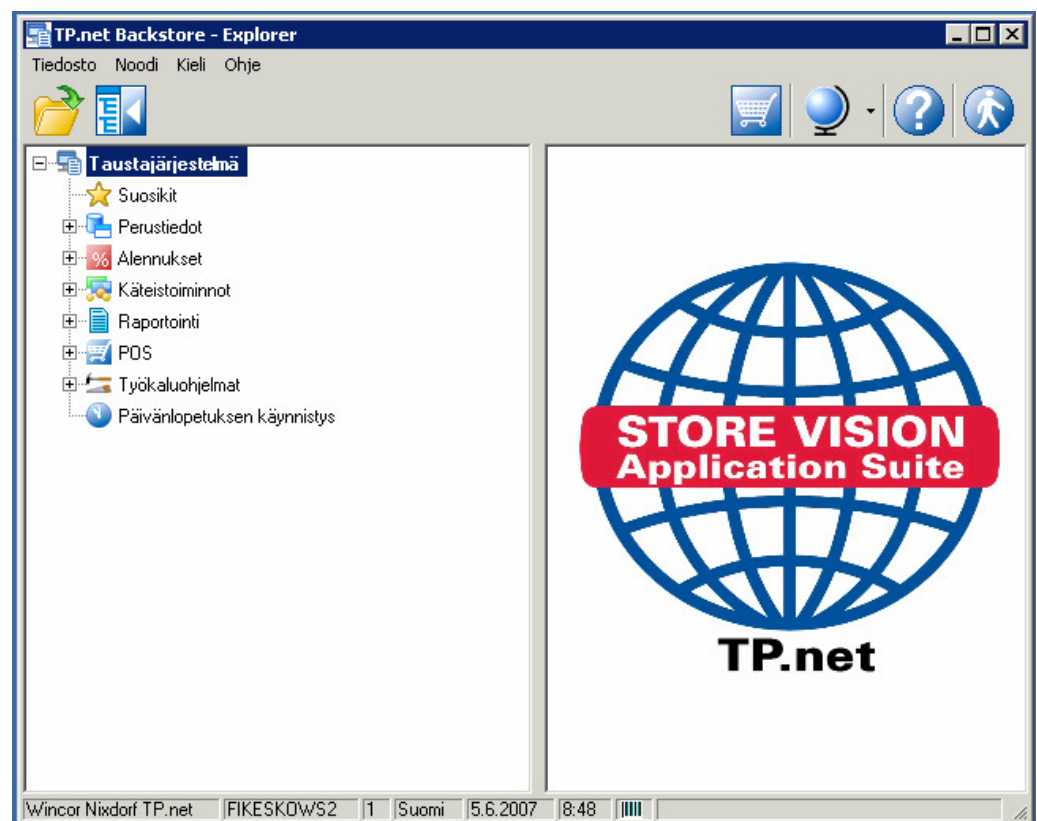 TP.net Backstore - Explorer
Tiedosto Noodi Kieli Ohje
Taustajärjestelmä
Suosikit
Perustiedot
% Alennukset
Käteistoiminnot
Raportointi
POS
Työkaluohjelmat
Päivänlopetuksen käynnistys
STORE VISION
Application Suite
TP.net
Wincor Nixdorf TP.net FIKESKOWS2 1 Suomi 5.6.2007 8:48